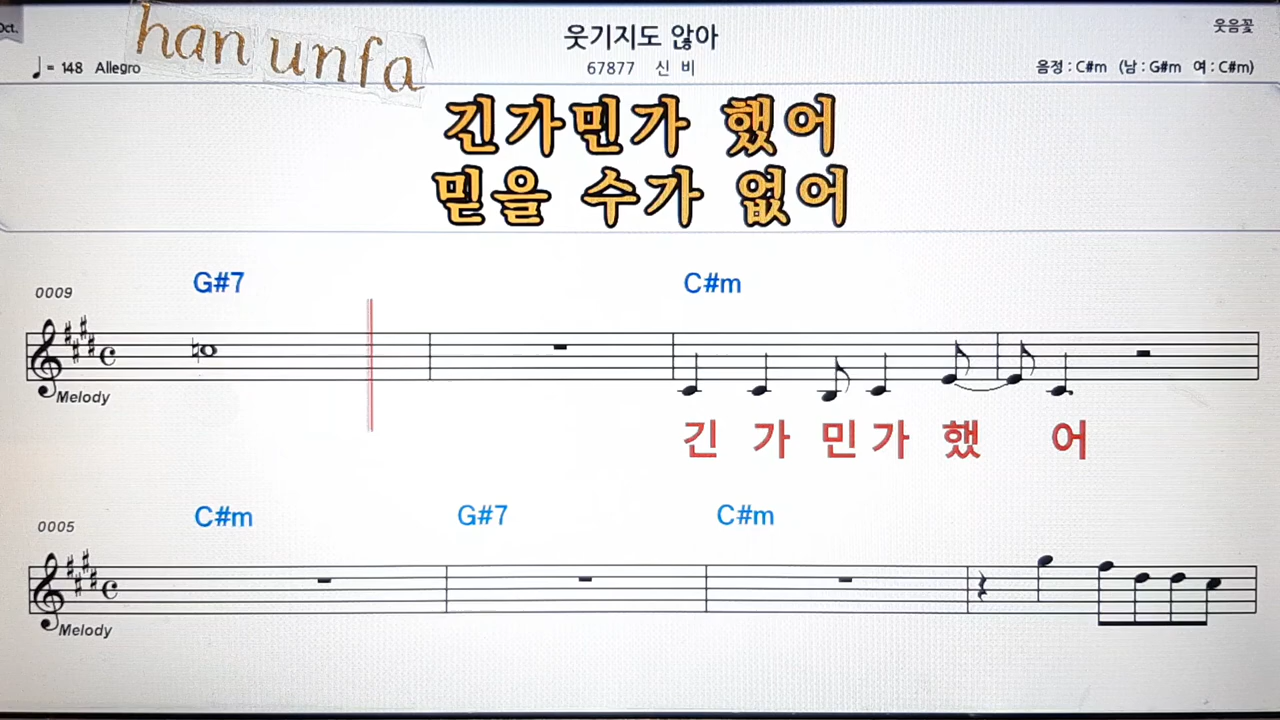 Oct.
han unfa
웃기지도 않아
웃음꽃
= 148 Allegro
67877 신 비
음정 : C#m (남 : G#m 여 : C#m)
긴가민가 했어
믿을 수가 없어
0009
G#7 C#m
Melody
긴 가 민 가 했 어
0005
C#m G#7 C#m
Melody